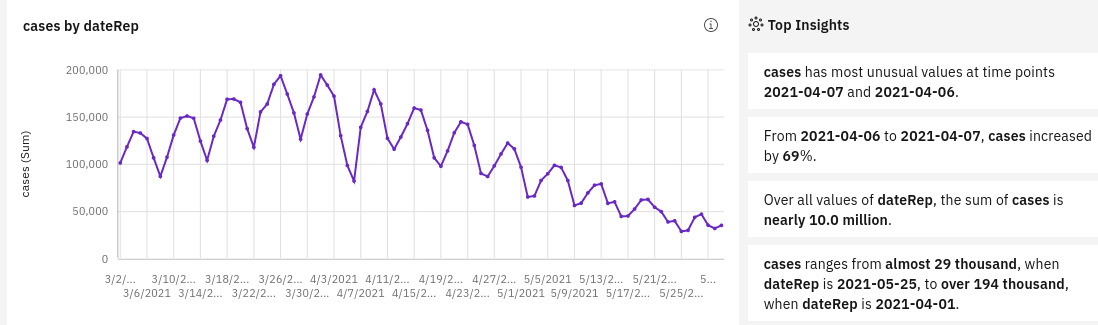 cases by dateRep
cases (Sum)
200,000
150,000
100,000
50,000
0
3/2/... 3/10/2... 3/18/2... 3/26/2... 4/3/2021 4/11/2... 4/19/2... 4/27/2... 5/5/2021 5/13/2... 5/21/2... 5...
3/6/2021 3/14/2... 3/22/2... 3/30/2... 4/7/2021 4/15/2... 4/23/2... 5/1/2021 5/9/2021 5/17/2... 5/25/2...
Top Insights
cases has most unusual values at time points
2021-04-07 and 2021-04-06.
From 2021-04-06 to 2021-04-07, cases increased
by 69%.
Over all values of dateRep, the sum of cases is
nearly 10.0 million.
cases ranges from almost 29 thousand, when
dateRep is 2021-05-25, to over 194 thousand,
when dateRep is 2021-04-01.